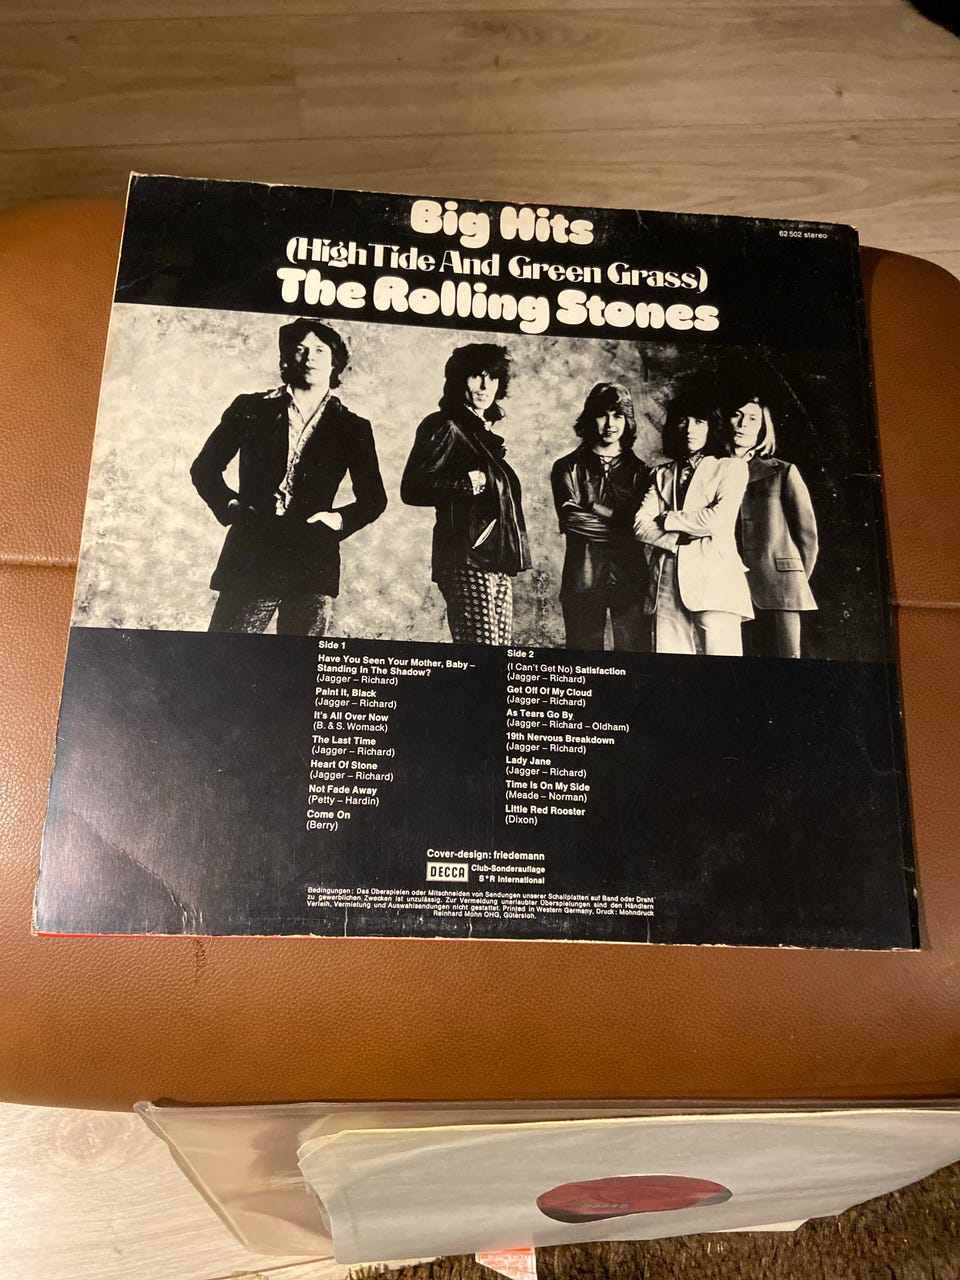 Big Hits
62 502 stereo
(High Tide And Green Grass)
The Rolling Stones
Side 1
Have You Seen Your Mother, Baby –
Standing In The Shadow?
(Jagger – Richard)
Paint It, Black
(Jagger – Richard)
It's All Over Now
(B. & S. Womack)
The Last Time
(Jagger – Richard)
Heart Of Stone
(Jagger – Richard)
Not Fade Away
(Petty – Hardin)
Come On
(Berry)
Side 2
(I Can't Get No) Satisfaction
(Jagger – Richard)
Get Off Of My Cloud
(Jagger – Richard)
As Tears Go By
(Jagger – Richard – Oldham)
19th Nervous Breakdown
(Jagger – Richard)
Lady Jane
(Jagger – Richard)
Time Is On My Side
(Meade – Norman)
Little Red Rooster
(Dixon)
Cover-design: friedemann
DECCA
Club-Sonderauflage
S*R International
Bedingungen: Das Überspielen oder Mitschneiden von Sendungen unserer Schallplatten auf Band oder Draht
zu gewerblichen Zwecken ist unzulässig. Zur Vermeidung unerlaubter Überspielungen sind den Händlern
Verleih, Vermietung und Auswahlsendungen nicht gestattet. Printed in Western Germany, Druck: Mohndruck
Reinhard Mohn OHG, Gütersloh.